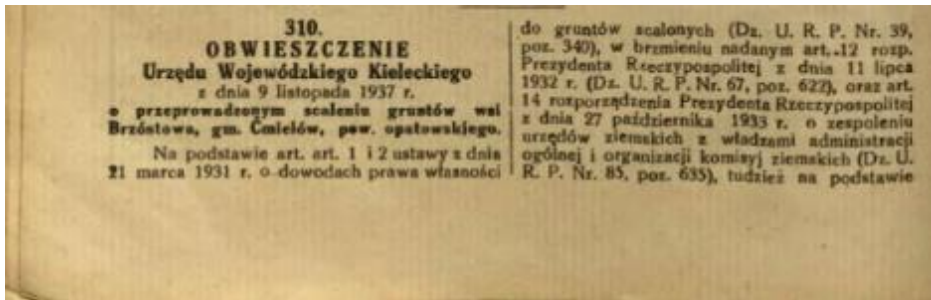 310.
OBWIESZCZENIE
Urzędu Wojewódzkiego Kieleckiego
z dnia 9 listopada 1937 r.
o przeprowadzonym scaleniu gruntów wsi
Brzóstowa, gm. Ćmielów, pow. opatowskiego.
Na podstawie art. art. 1 i 2 ustawy z dnia
21 marca 1931 r. o dowodach prawa własności
do gruntów scalonych (Dz. U. R. P. Nr. 39,
poz. 340), w brzmieniu nadanym art. 12 rozp.
Prezydenta Rzeczypospolitej z dnia 11 lipca
1932 r. (Dz. U. R. P. Nr. 67, poz. 622), oraz art.
14 rozporządzenia Prezydenta Rzeczypospolitej
z dnia 27 października 1933 r. o zespoleniu
urzędów ziemskich z władzami administracji
ogólnej i organizacji komisyj ziemskich (Dz. U.
R. P. Nr. 85, poz. 635), tudzież na podstawie